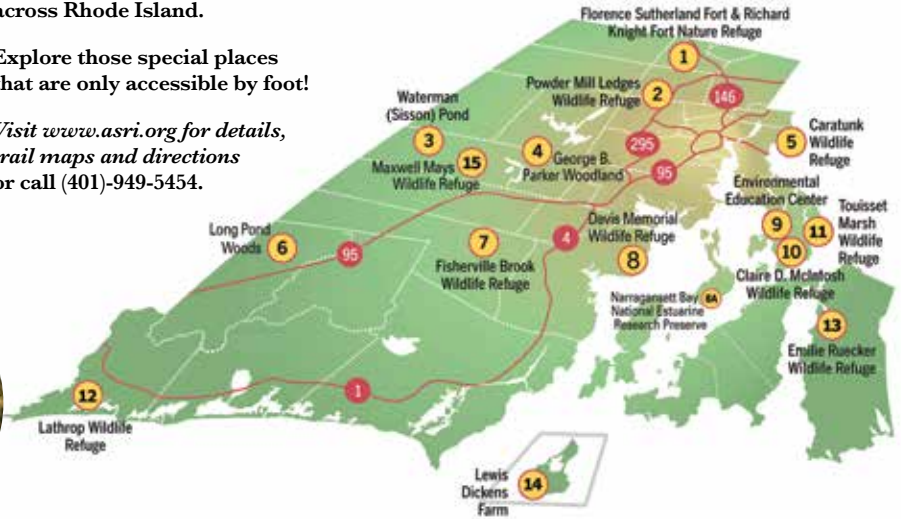 across Rhode Island.
Explore those special places
that are only accessible by foot!
Visit www.asri.org for details,
trail maps and directions
or call (401)-949-5454.
Florence Sutherland Fort & Richard
Knight Fort Nature Refuge
1
Powder Mill Ledges
Wildlife Refuge
2
146
Waterman
(Sisson) Pond
3
Maxwell Mays
Wildlife Refuge
15
4
George B.
Parker Woodland
295
95
5
Caratunk
Wildlife
Refuge
Environmental
Education Center
9
10
11
Touisset
Marsh
Wildlife
Refuge
Claire D. McIntosh
Wildlife Refuge
Long Pond
Woods
6
95
7
Fisherville Brook
Wildlife Refuge
4
Davis Memorial
Wildlife Refuge
8
Narragansett Bay
National Estuarine
Research Preserve
8A
13
Emilie Ruecker
Wildlife Refuge
12
Lathrop Wildlife
Refuge
1
Lewis
Dickens
Farm
14